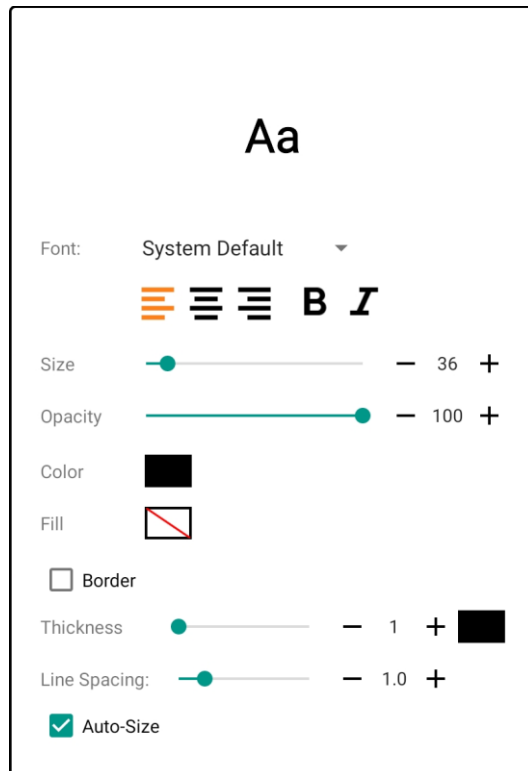 Aa
Font: System Default
B I
Size 36
Opacity 100
Color
Fill
Border
Thickness 1
Line Spacing: 1.0
Auto-Size